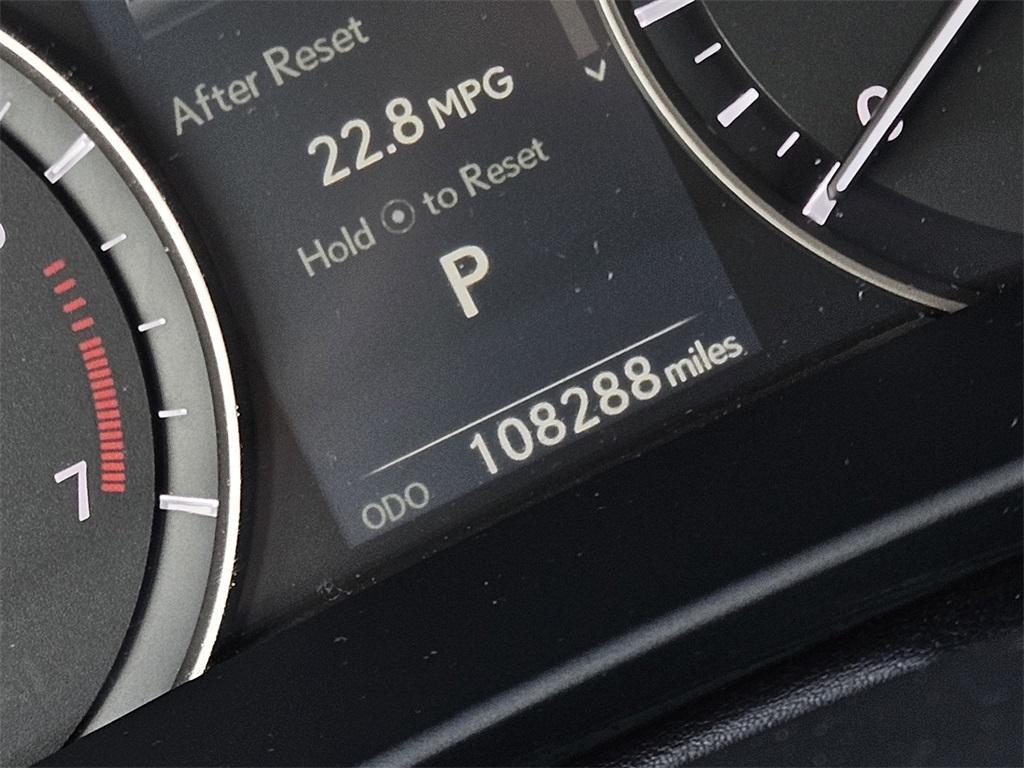 After Reset
22.8 MPG
Hold to Reset
P
108288 miles
ODO
7